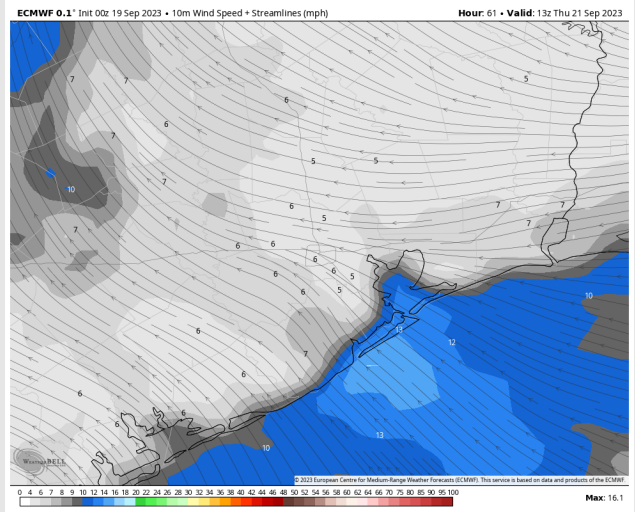 ECMWF 0.1° Init 00z 19 Sep 2023 • 10m Wind Speed + Streamlines (mph) Hour: 61 • Valid: 13z Thu 21 Sep 2023
7 7 5
6
7 6
5 5
10 7
6 5 7 7
7
6 6
6 6 6 5
6 5 10
6 13 12
7
6
6
6
13
10
WeatherBELL
© 2023 European Centre for Medium-Range Weather Forecasts (ECMWF). This service is based on data and products of the ECMWF.
0 4 6 7 8 9 10 12 14 16 18 20 22 24 26 28 30 32 34 36 38 40 42 44 46 48 50 52 54 56 58 60 65 70 75 80 85 90 95 100
Max: 16.1